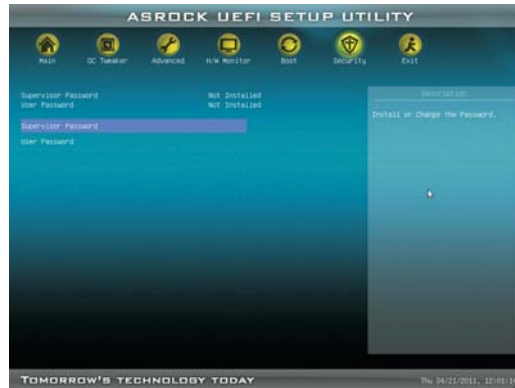 ASROCK UEFI SETUP UTILITY
Main OC Tweaker Advanced H/W Monitor Boot Security Exit
Supervisor Password Not Installed
User Password Not Installed
Supervisor Password
User Password
Description
Install or Change the Password.
TOMORROW'S TECHNOLOGY TODAY
Thu 04/21/2011, 12:01:1